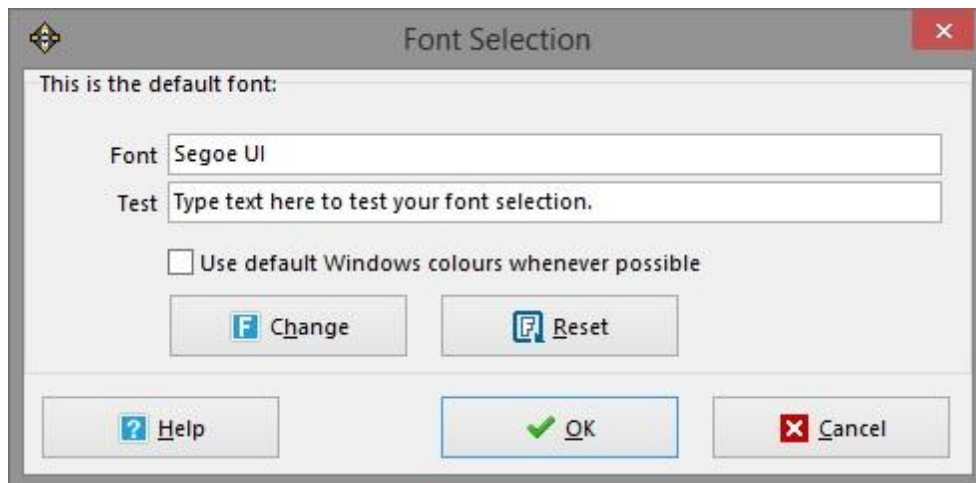 Font Selection
This is the default font:
Font Segoe UI
Test Type text here to test your font selection.
Use default Windows colours whenever possible
Change Reset
Help OK Cancel